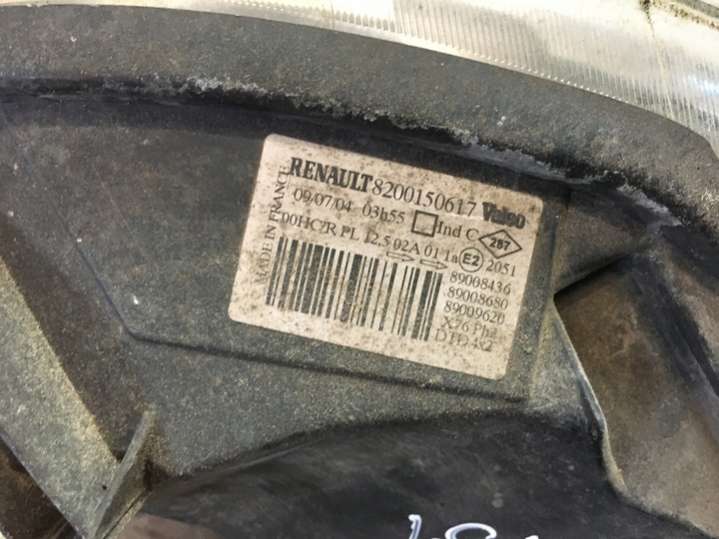 MADE IN FRANCE
RENAULT 8200150617 Valeo
09/07/04 03h55 Ind C 287
00HC/R PL 12.5 02A 01 1a E2 2051
89008436
89008680
89009620
X76 Ph2